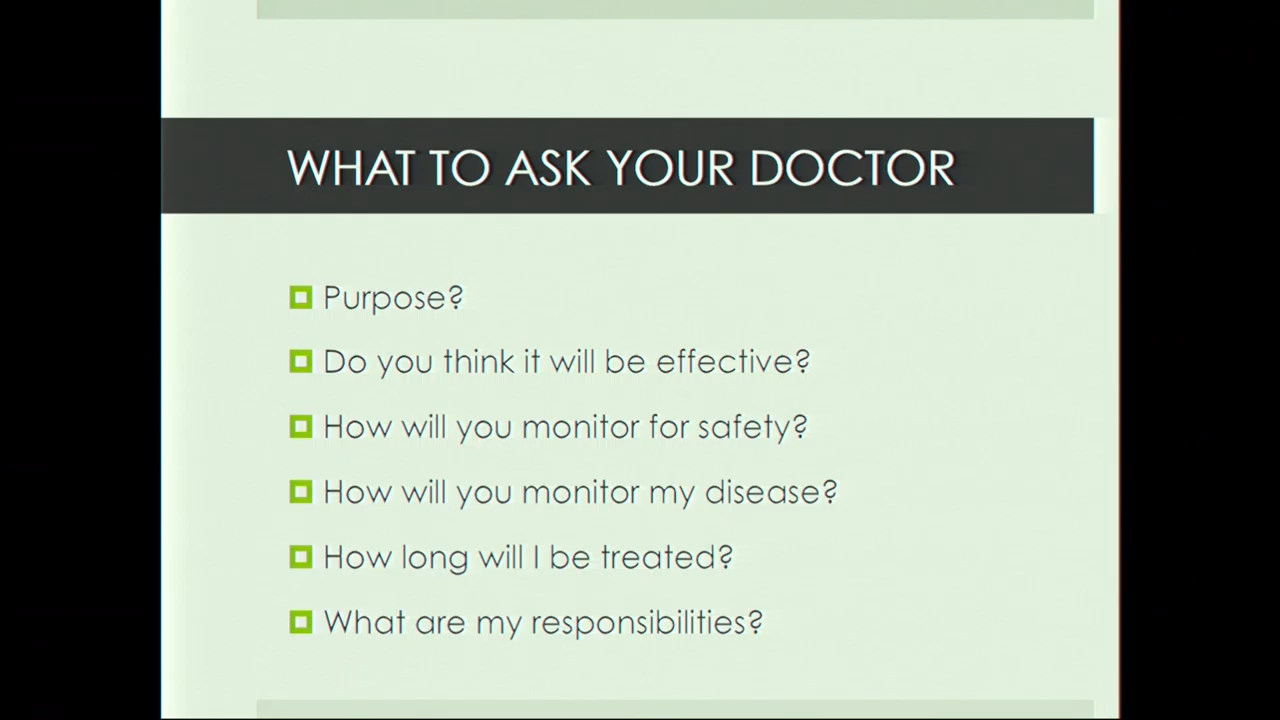 WHAT TO ASK YOUR DOCTOR
Purpose?
Do you think it will be effective?
How will you monitor for safety?
How will you monitor my disease?
How long will I be treated?
What are my responsibilities?